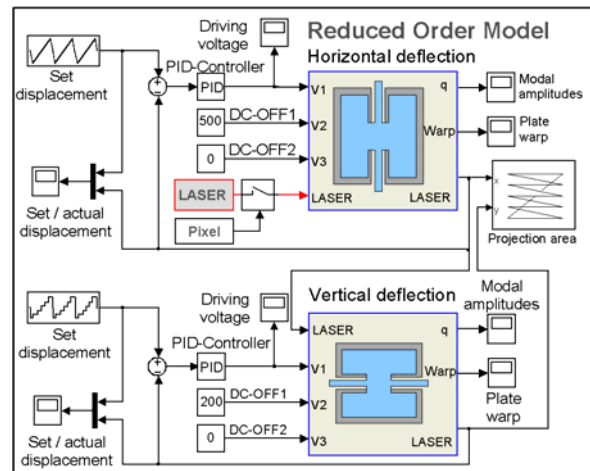 Reduced Order Model
Driving
voltage
Horizontal deflection
Set
displacement
PID-Controller
PID
V1
q
Modal
amplitudes
500
DC-OFF1
V2
Warp
Plate
warp
0
DC-OFF2
V3
LASER
LASER
LASER
Pixel
Set / actual
displacement
x
y
Projection area
Driving
voltage
Vertical deflection
Modal
amplitudes
Set
displacement
PID-Controller
PID
LASER
q
V1
Warp
200
DC-OFF1
V2
Plate
warp
0
DC-OFF2
V3
LASER
Set / actual
displacement